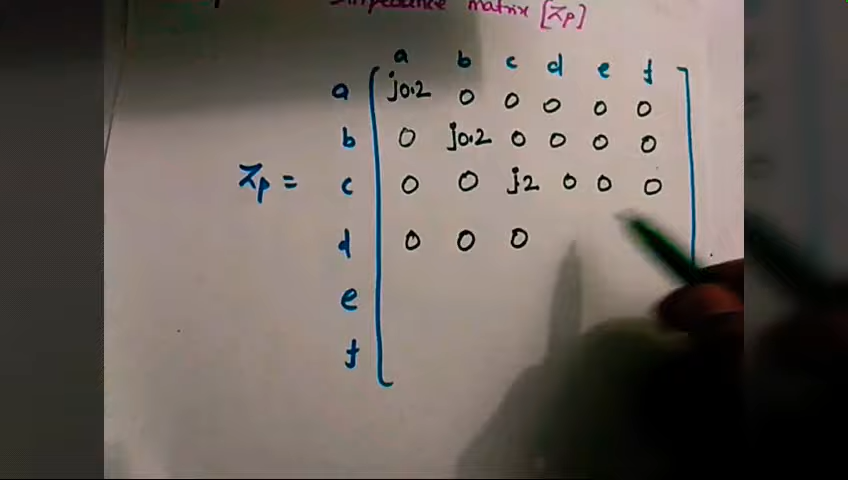 Impedance matrix [Zp]
a b c d e f
a j0.2 0 0 0 0 0
b 0 j0.2 0 0 0 0
Zp = c 0 0 j2 0 0 0
d 0 0 0
e
f